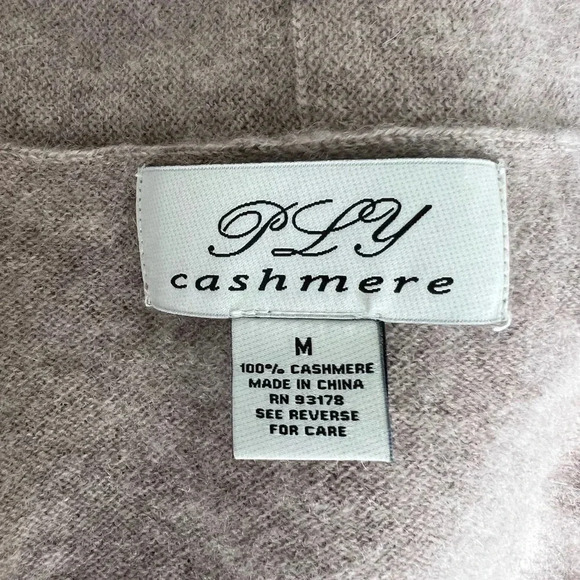 PLY
cashmere
M
100% CASHMERE
MADE IN CHINA
RN 93178
SEE REVERSE
FOR CARE